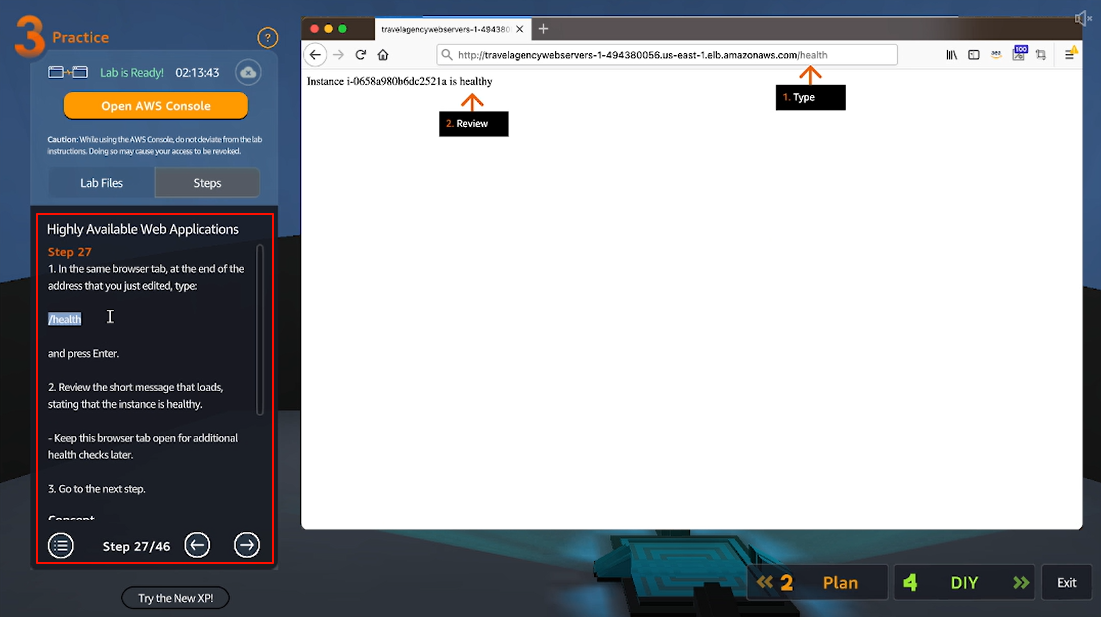 3 Practice
?
Lab is Ready! 02:13:43
Open AWS Console
Caution: While using the AWS Console, do not deviate from the lab
instructions. Doing so may cause your access to be revoked.
Lab Files
Steps
Highly Available Web Applications
Step 27
1. In the same browser tab, at the end of the
address that you just edited, type:
/health
and press Enter.
2. Review the short message that loads,
stating that the instance is healthy.
- Keep this browser tab open for additional
health checks later.
3. Go to the next step.
Concept
Step 27/46
Try the New XP!
travelagencywebservers-1-494380
http://travelagencywebservers-1-494380056.us-east-1.elb.amazonaws.com/health
100
Instance i-0658a980b6dc2521a is healthy
1. Type
2. Review
2 Plan
4 DIY
Exit